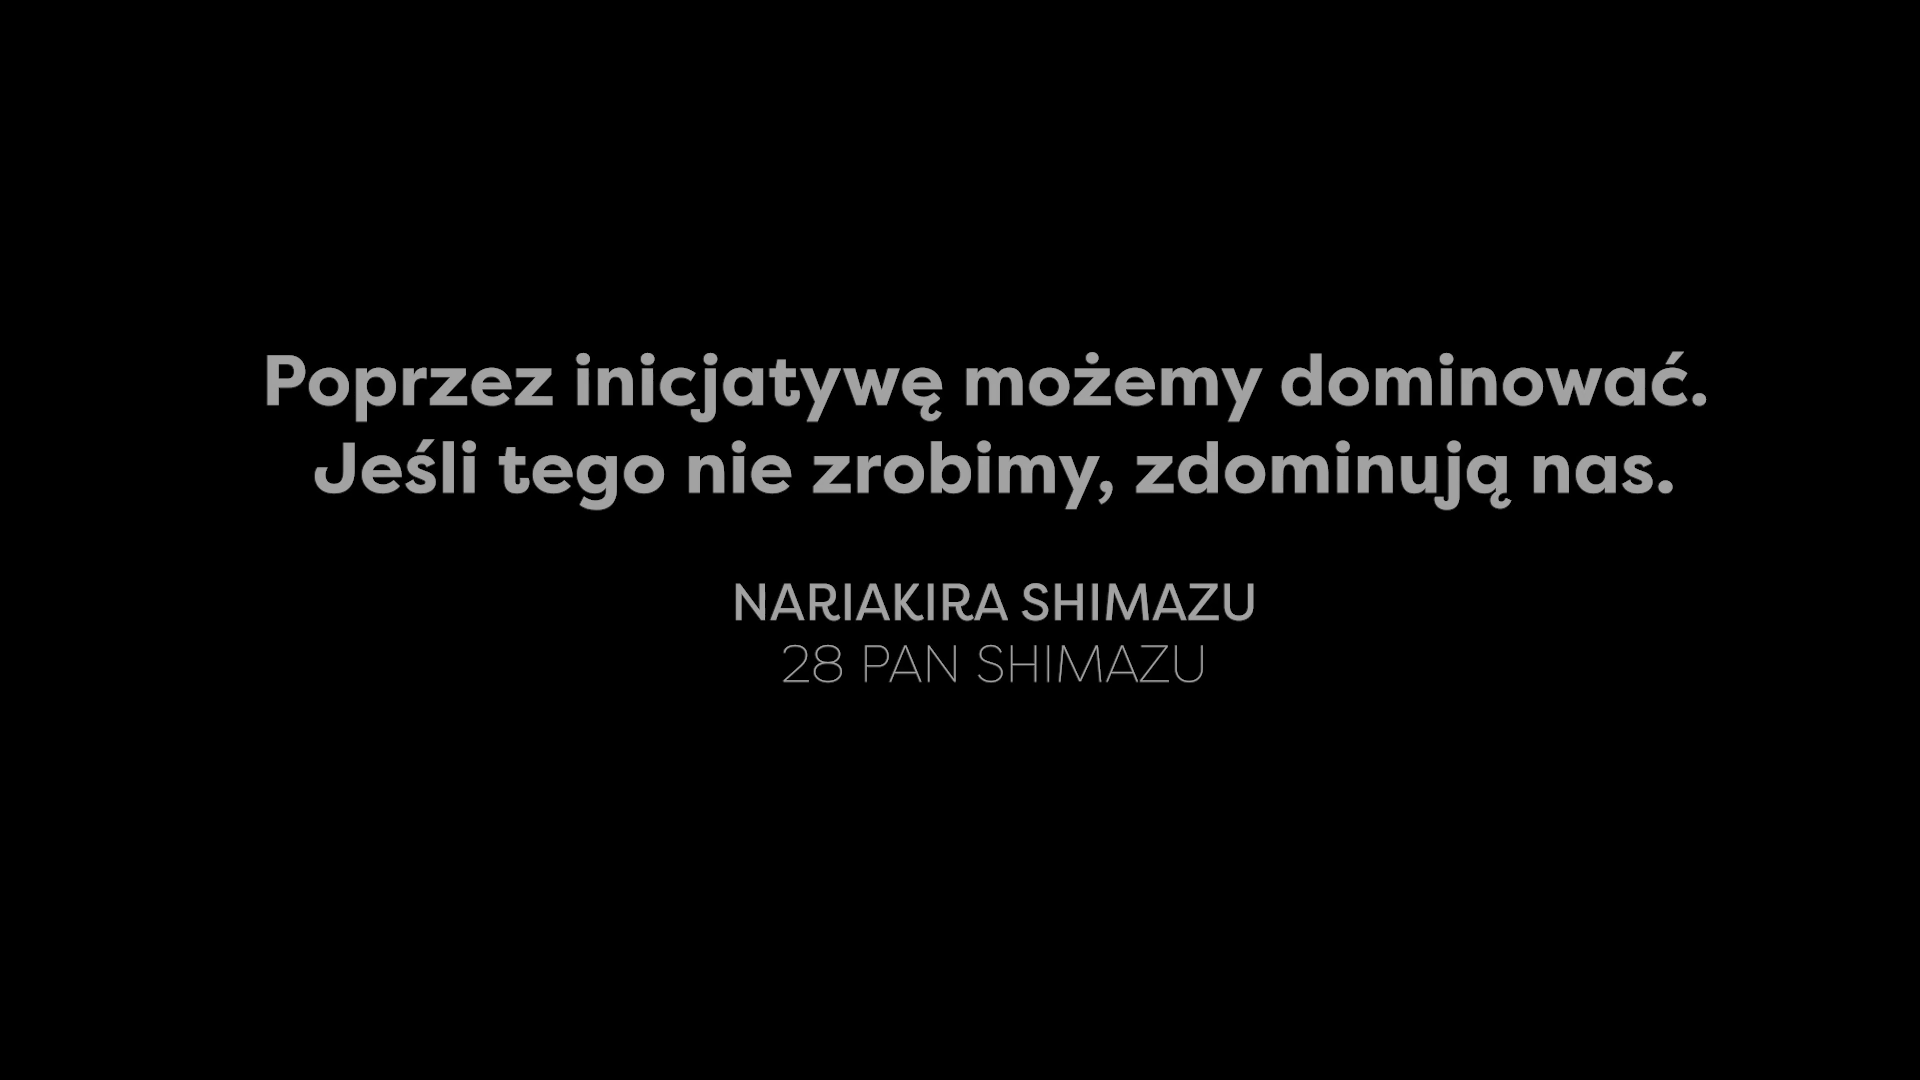 Poprzez inicjatywę możemy dominować.
Jeśli tego nie zrobimy, zdominują nas.
NARIAKIRA SHIMAZU
28 PAN SHIMAZU